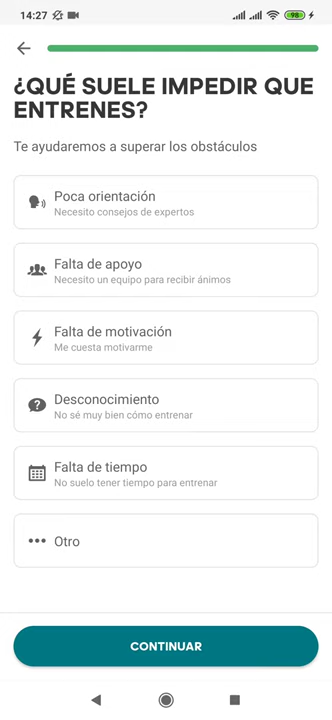 14:27
98
¿QUÉ SUELE IMPEDIR QUE
ENTRENES?
Te ayudaremos a superar los obstáculos
Poca orientación
Necesito consejos de expertos
Falta de apoyo
Necesito un equipo para recibir ánimos
Falta de motivación
Me cuesta motivarme
Desconocimiento
No sé muy bien cómo entrenar
Falta de tiempo
No suelo tener tiempo para entrenar
Otro
CONTINUAR